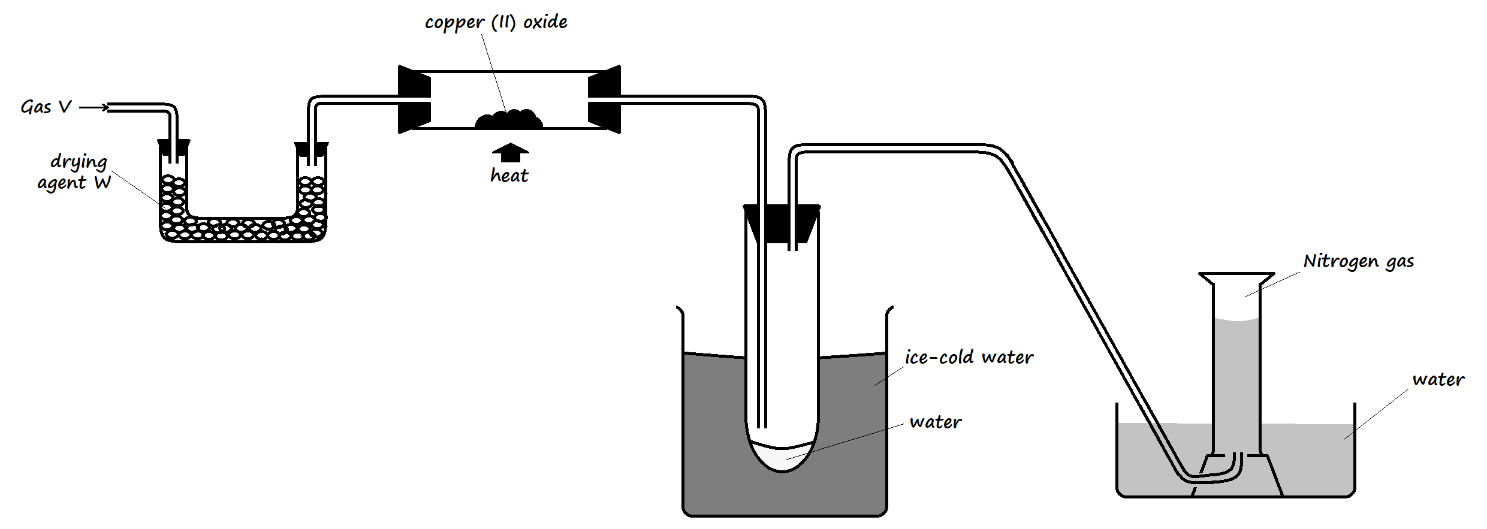 copper (II) oxide
Gas V
drying
agent W
heat
Nitrogen gas
ice-cold water
water
water